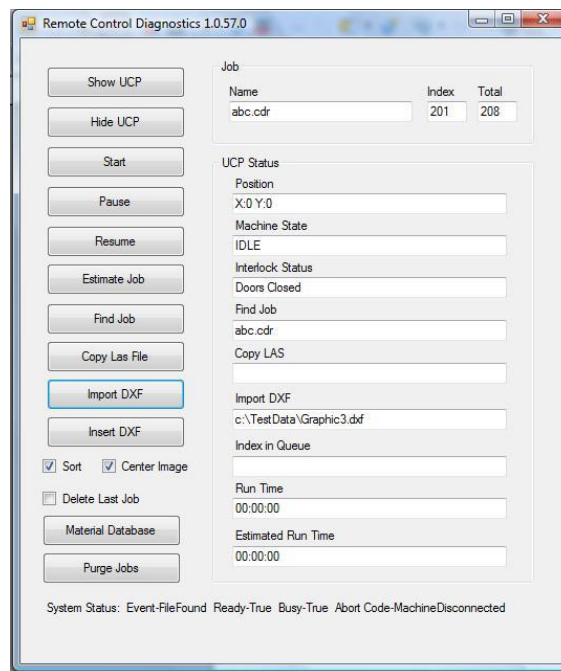 Remote Control Diagnostics 1.0.57.0
Show UCP
Hide UCP
Start
Pause
Resume
Estimate Job
Find Job
Copy Las File
Import DXF
Insert DXF
Sort Center Image
Delete Last Job
Material Database
Purge Jobs
Job
Name Index Total
abc.cdr 201 208
UCP Status
Position
X:0 Y:0
Machine State
IDLE
Interlock Status
Doors Closed
Find Job
abc.cdr
Copy LAS
Import DXF
c:\TestData\Graphic3.dxf
Index in Queue
Run Time
00:00:00
Estimated Run Time
00:00:00
System Status: Event-FileFound Ready-True Busy-True Abort Code-MachineDisconnected